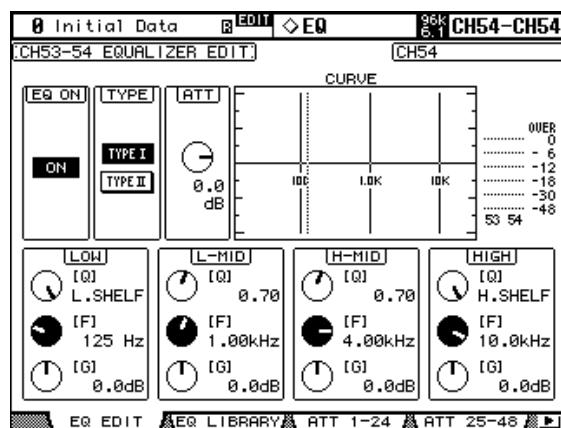 0 Initial Data R EDIT ◇EQ 96k 6.1 CH54-CH54
CH53-54 EQUALIZER EDIT CH54
CURVE
EQ ON TYPE ATT
ON TYPE I
TYPE II
0.0
dB
100 1.0K 10K
OVER
0
- 6
-12
-18
-30
-48
53 54
LOW L-MID H-MID HIGH
[Q] [Q] [Q] [Q]
L.SHELF 0.70 0.70 H.SHELF
[F] [F] [F] [F]
125 Hz 1.00kHz 4.00kHz 10.0kHz
[G] [G] [G] [G]
0.0dB 0.0dB 0.0dB 0.0dB
EQ EDIT EQ LIBRARY ATT 1-24 ATT 25-48